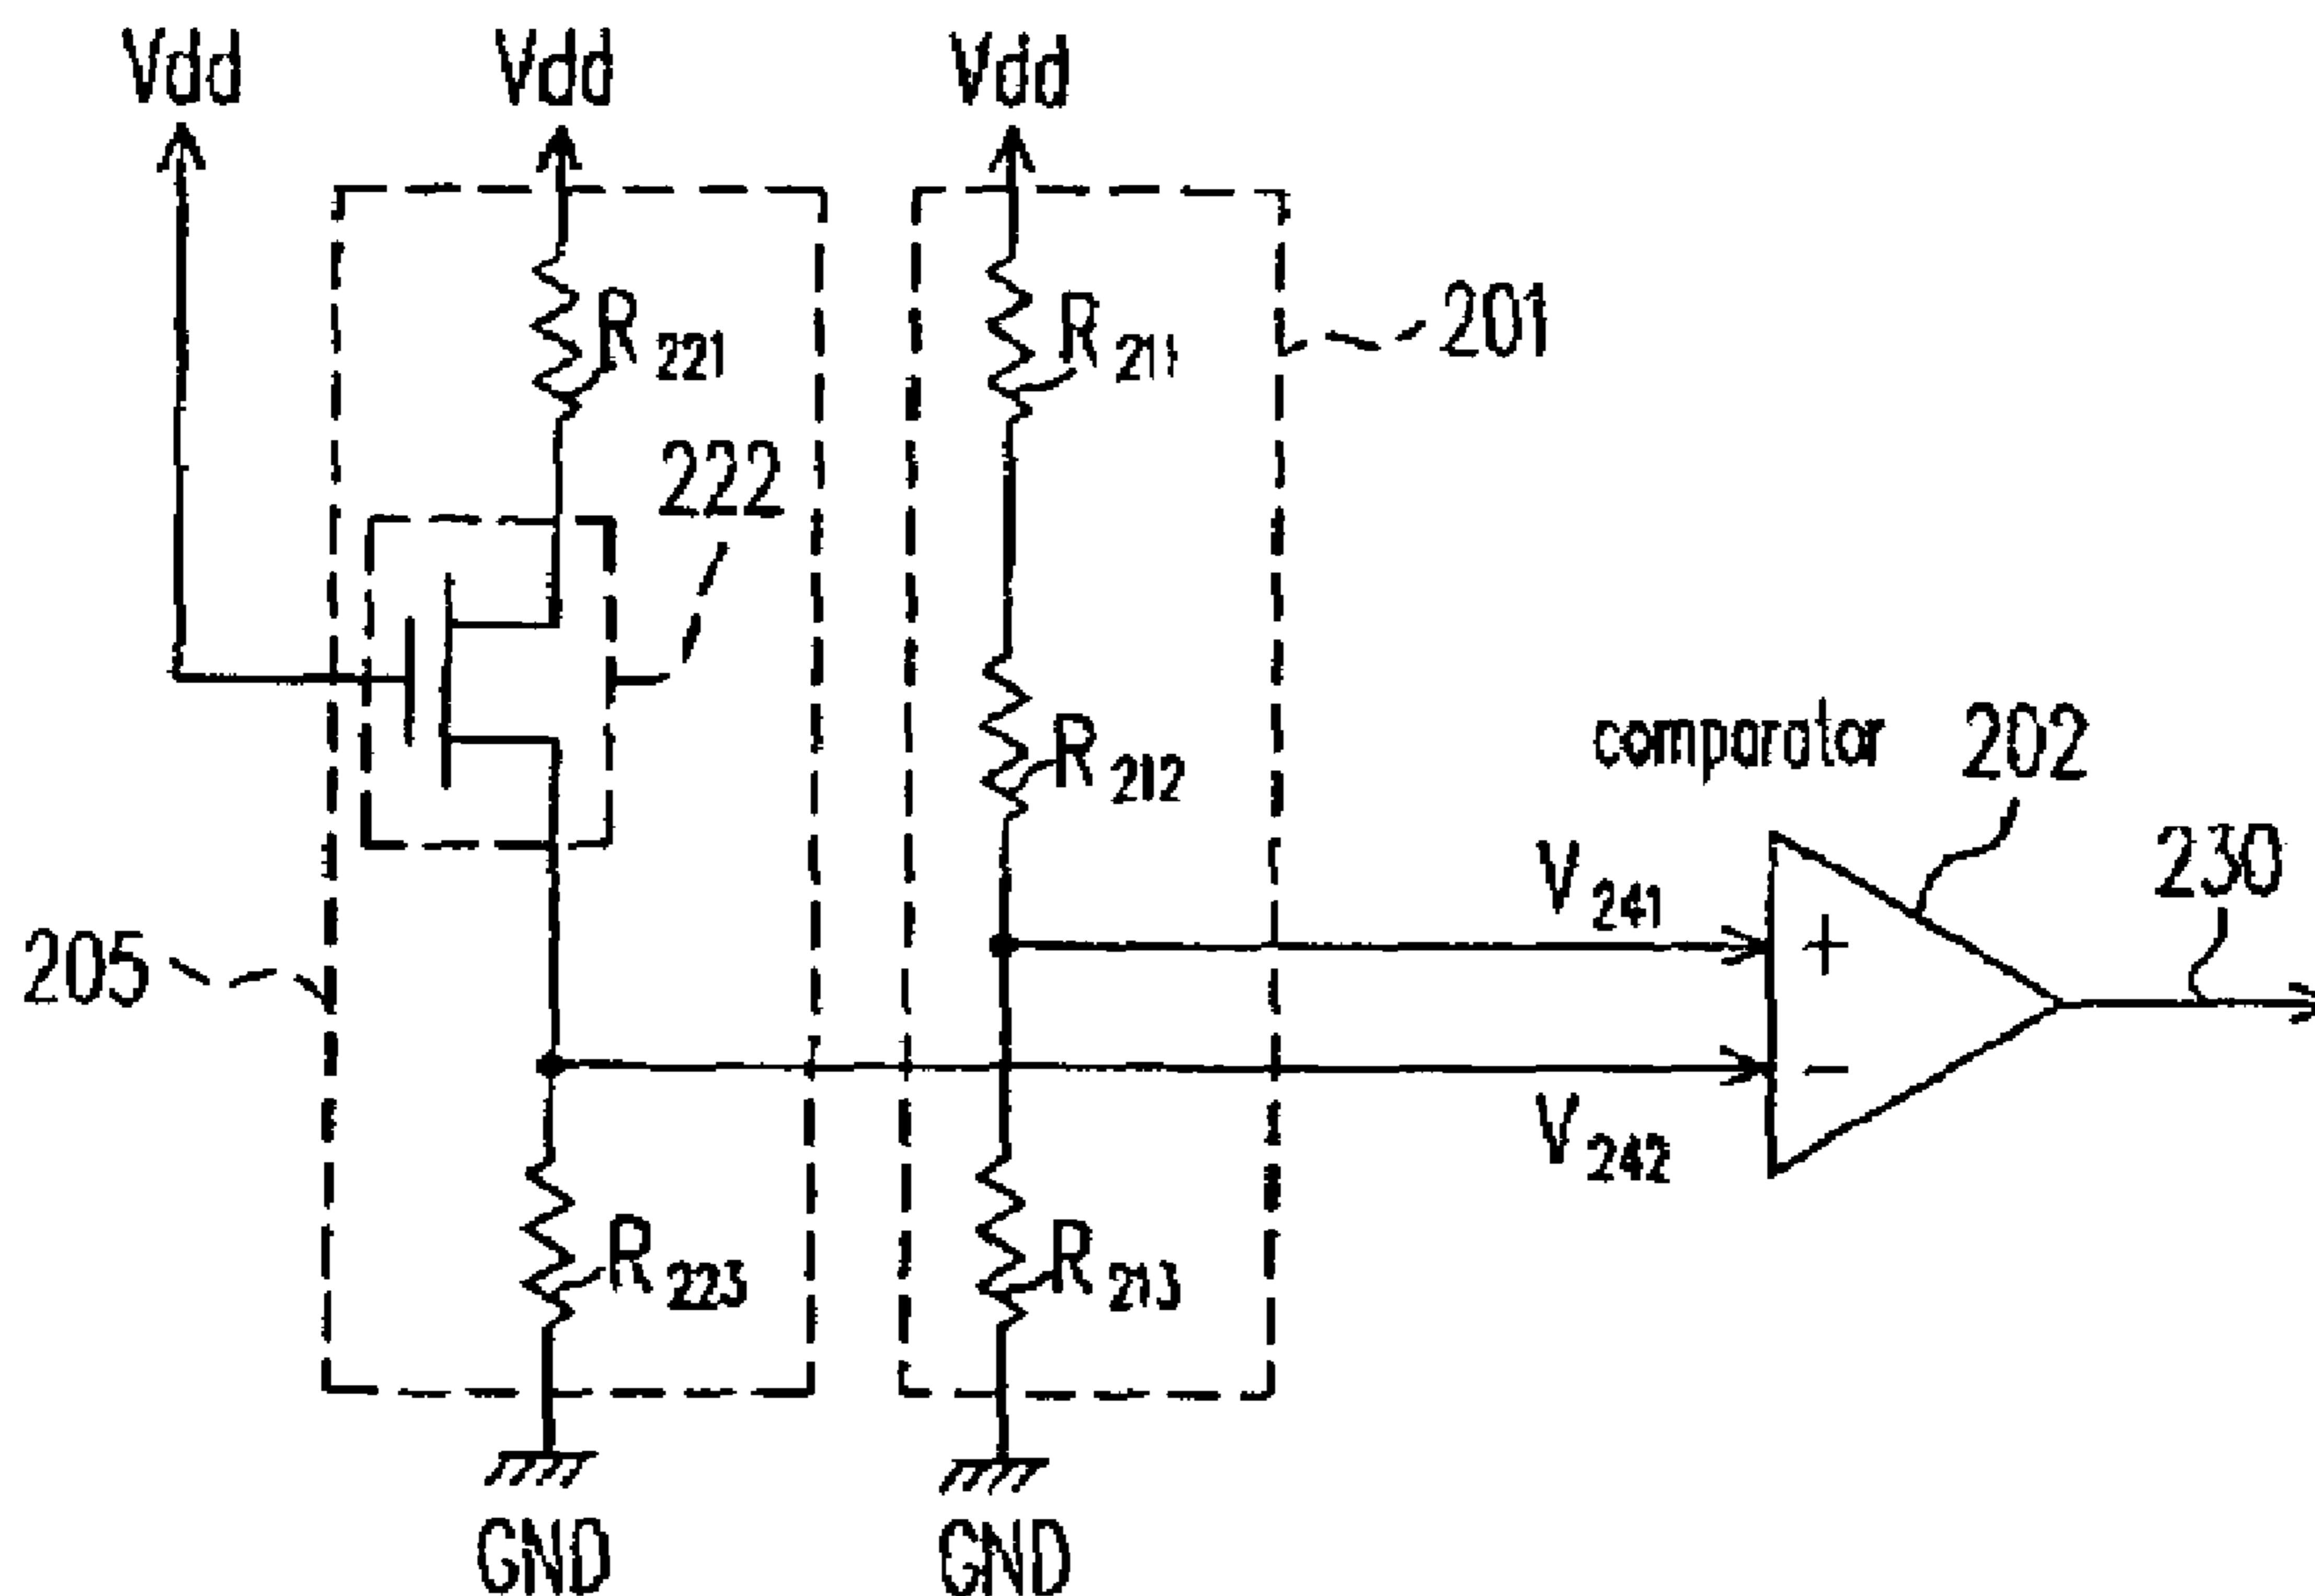 Vdd Vdd Vdd
R221 R211 201
222
R212 comparator 202
V241 230
205
+
-
V242
R223 R213
GND GND